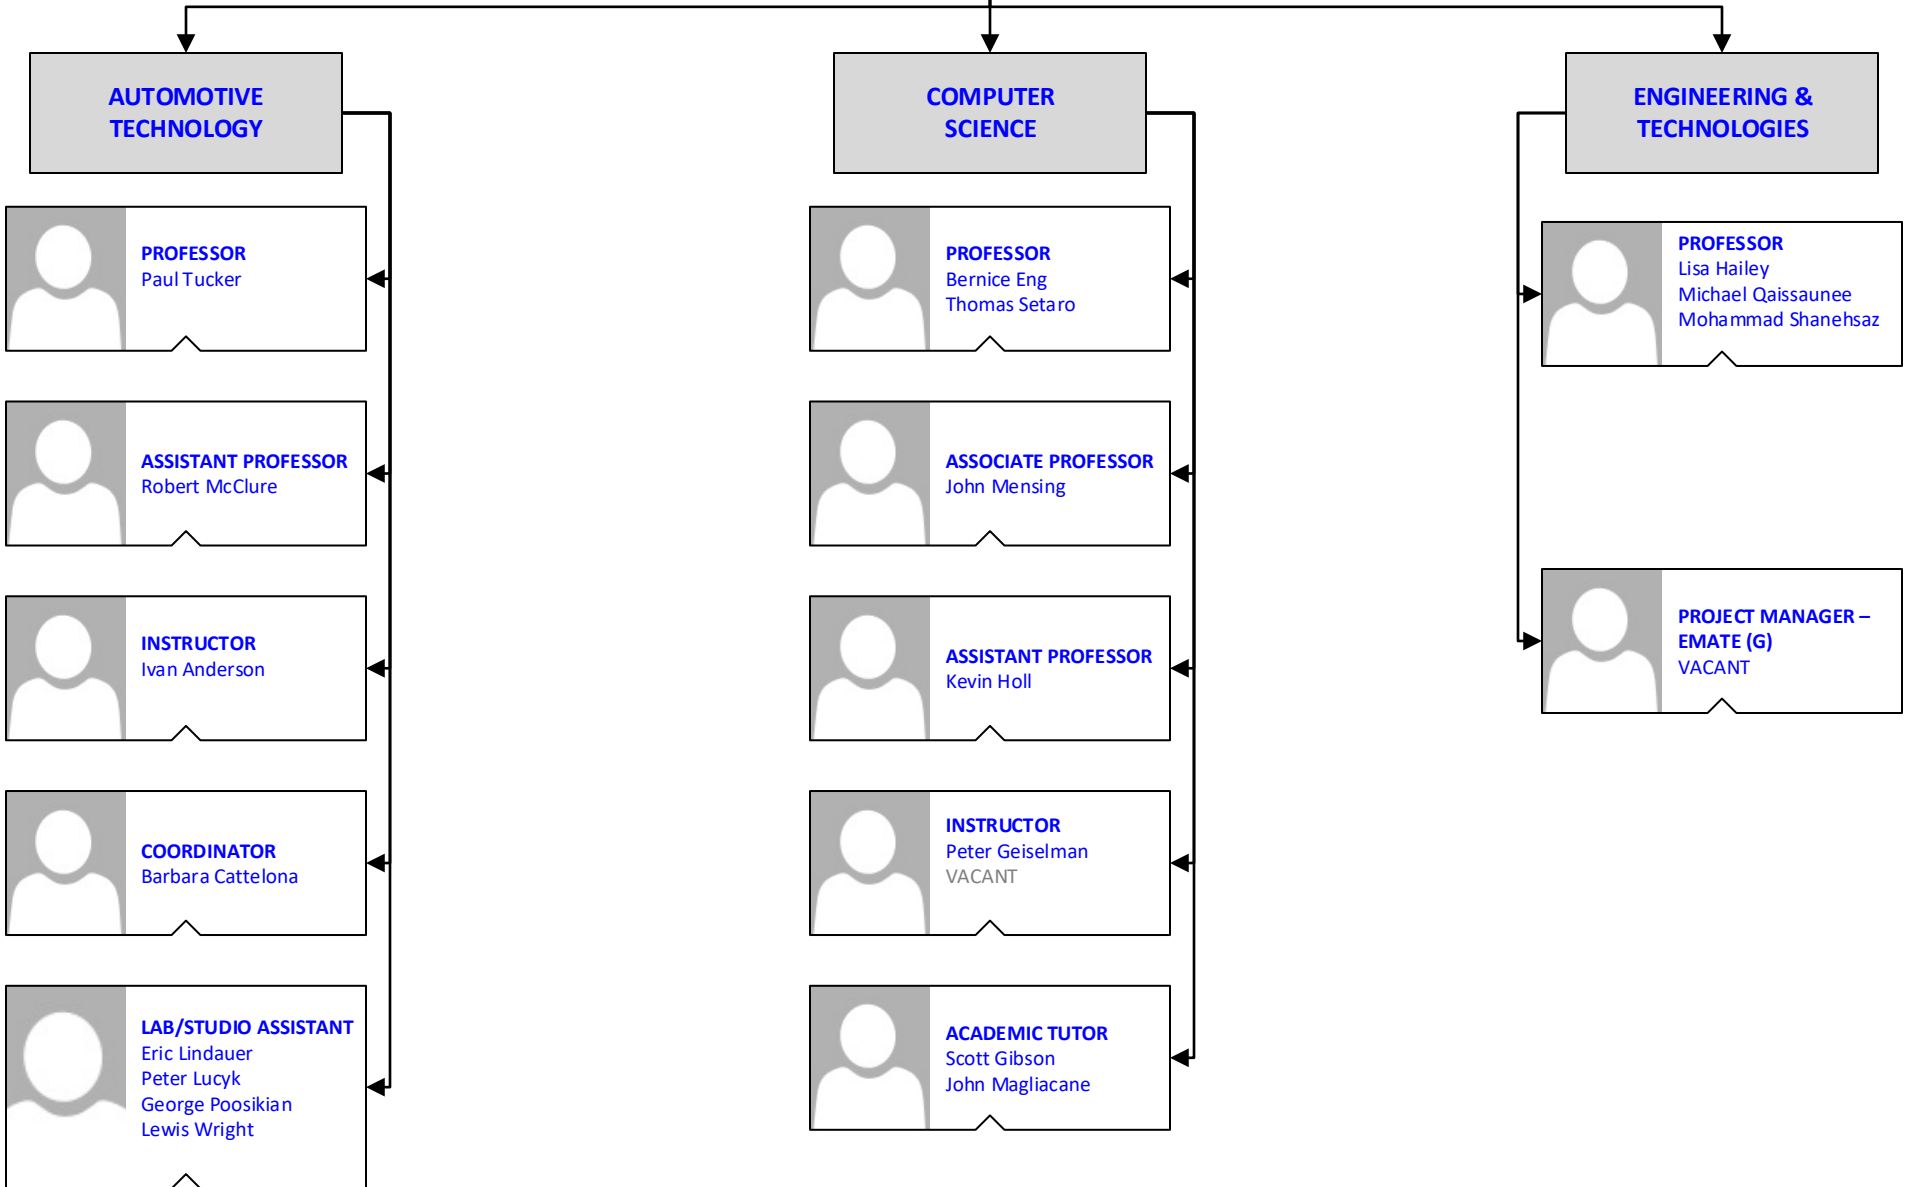 AUTOMOTIVE
TECHNOLOGY
PROFESSOR
Paul Tucker
ASSISTANT PROFESSOR
Robert McClure
INSTRUCTOR
Ivan Anderson
COORDINATOR
Barbara Cattelona
LAB/STUDIO ASSISTANT
Eric Lindauer
Peter Lucyk
George Poosikian
Lewis Wright
COMPUTER
SCIENCE
PROFESSOR
Bernice Eng
Thomas Setaro
ASSOCIATE PROFESSOR
John Mensing
ASSISTANT PROFESSOR
Kevin Holl
INSTRUCTOR
Peter Geiselman
VACANT
ACADEMIC TUTOR
Scott Gibson
John Magliacane
ENGINEERING &
TECHNOLOGIES
PROFESSOR
Lisa Hailey
Michael Qaissaunee
Mohammad Shanehsaz
PROJECT MANAGER –
EMATE (G)
VACANT